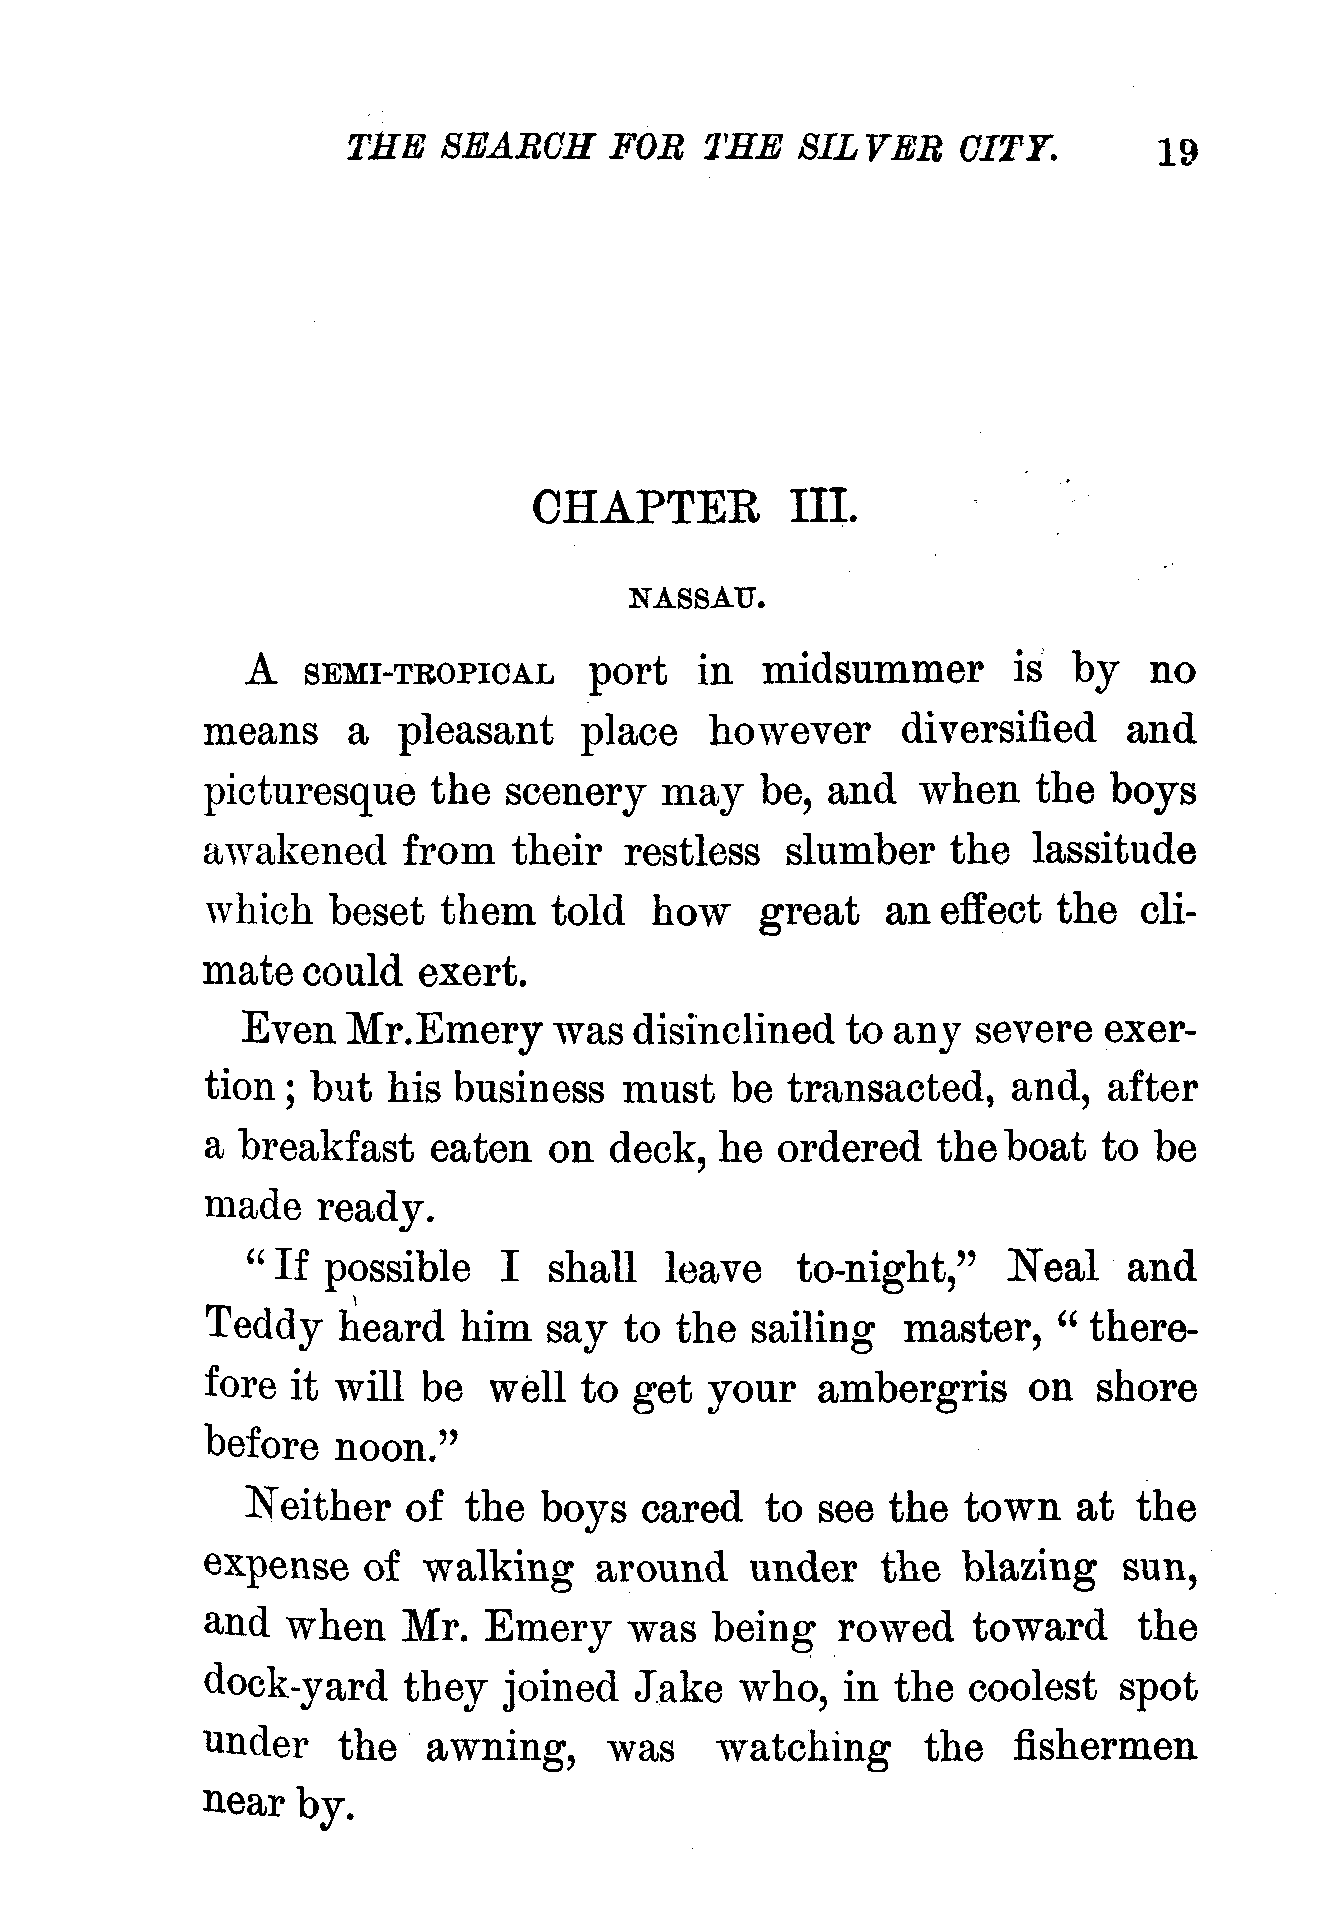 THE SEARCH FOR THE SILVER CITY. 19
CHAPTER III.
NASSAU.
A SEMI-TROPICAL port in midsummer is by no
means a pleasant place however diversified and
picturesque the scenery may be, and when the boys
awakened from their restless slumber the lassitude
which beset them told how great an effect the cli-
mate could exert.
Even Mr. Emery was disinclined to any severe exer-
tion; but his business must be transacted, and, after
a breakfast eaten on deck, he ordered the boat to be
made ready.
"If possible I shall leave to-night," Neal and
Teddy heard him say to the sailing master, "there-
fore it will be well to get your ambergris on shore
before noon."
Neither of the boys cared to see the town at the
expense of walking around under the blazing sun,
and when Mr. Emery was being rowed toward the
dock-yard they joined Jake who, in the coolest spot
under the awning, was watching the fishermen
near by.